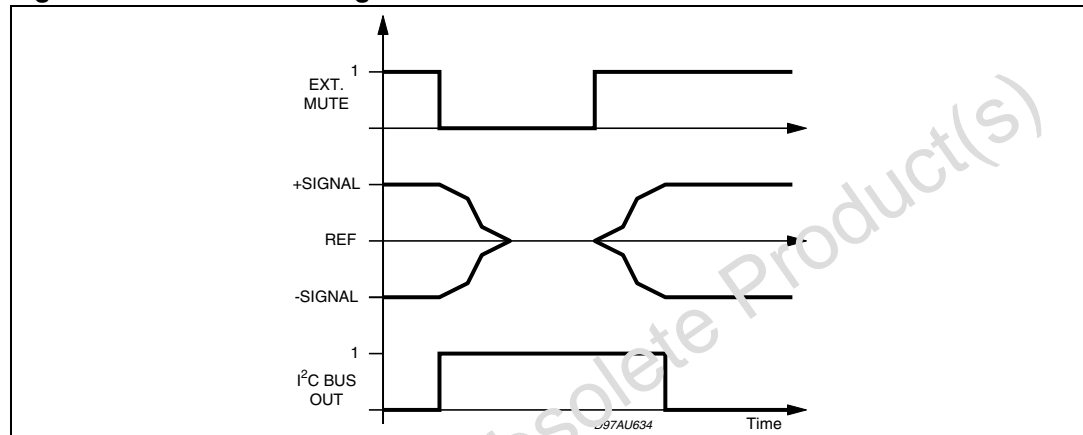 1
EXT.
MUTE
+SIGNAL
REF
-SIGNAL
1
I²C BUS
OUT
D97AU634
Time
Obsolete Product(s)